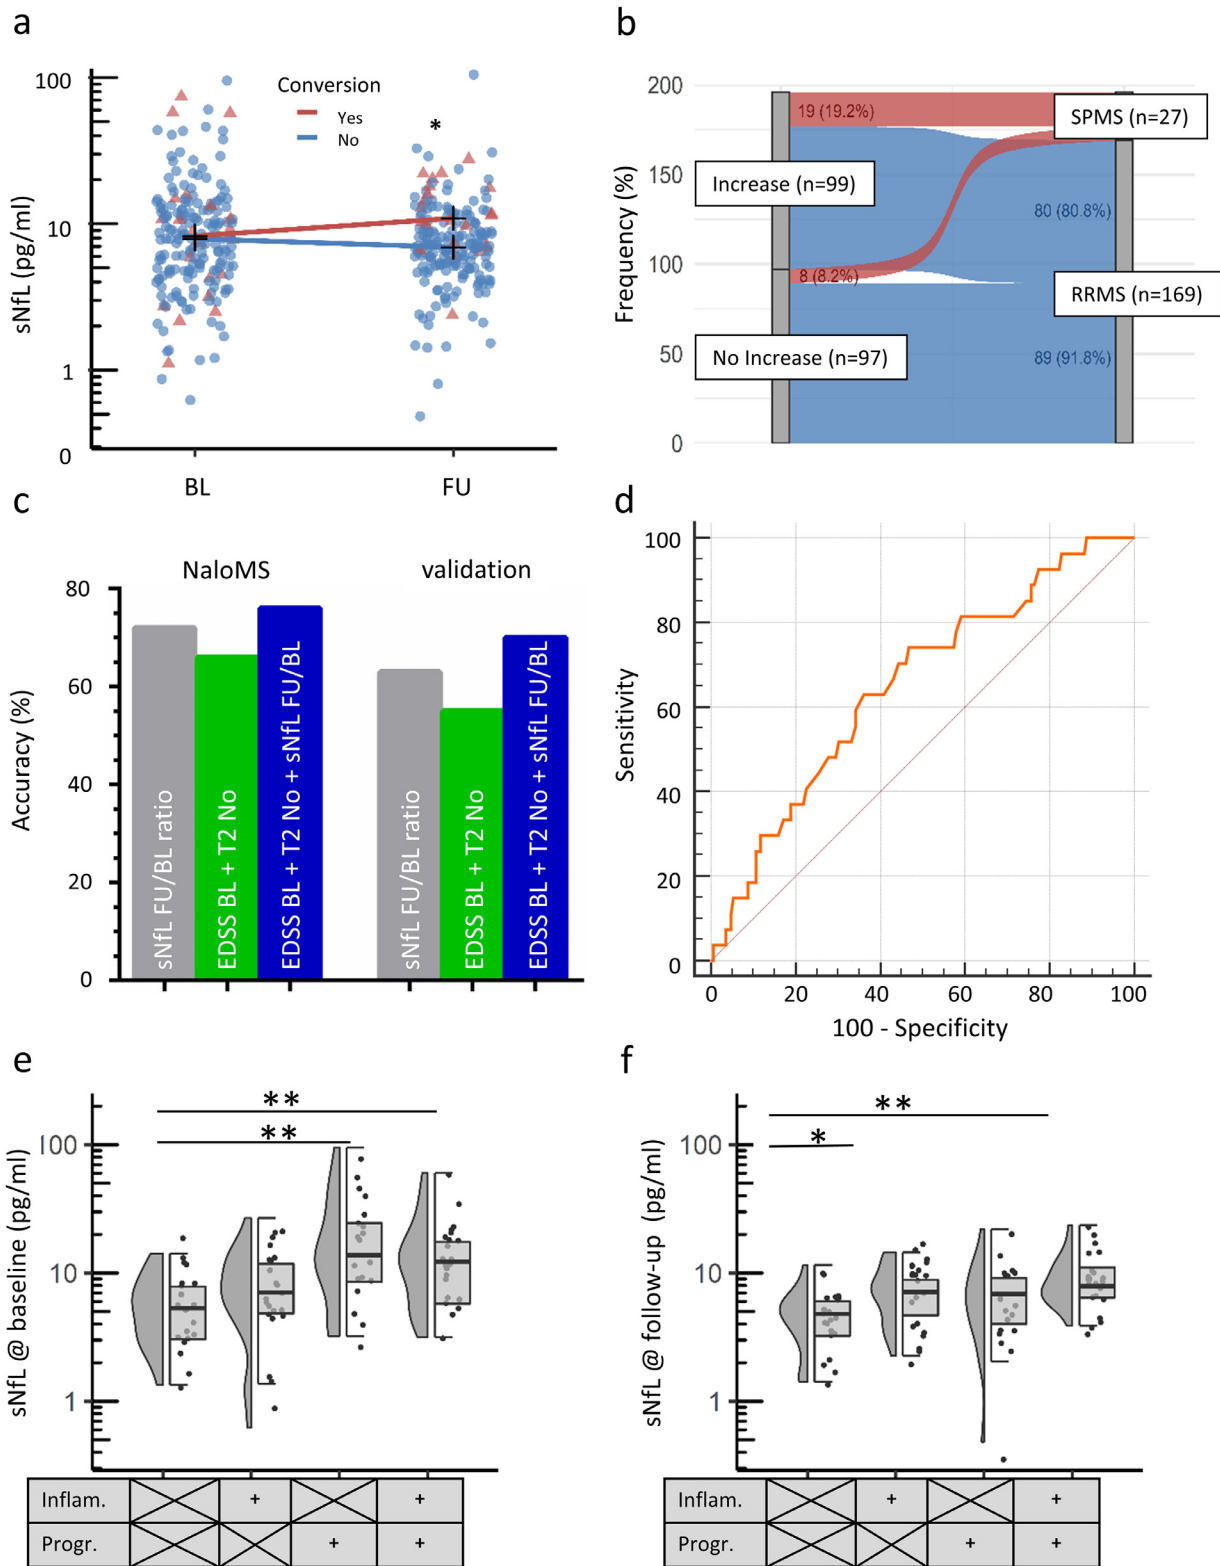 a
100
10
1
0
sNfL (pg/ml)
Conversion
Yes
No
*
BL
FU
b
200
150
100
50
0
Frequency (%)
19 (19.2%)
SPMS (n=27)
Increase (n=99)
80 (80.8%)
8 (8.2%)
RRMS (n=169)
No Increase (n=97)
89 (91.8%)
c
NaloMS
validation
80
60
40
20
0
Accuracy (%)
sNfL FU/BL ratio
EDSS BL + T2 No
EDSS BL + T2 No + sNfL FU/BL
sNfL FU/BL ratio
EDSS BL + T2 No
EDSS BL + T2 No + sNfL FU/BL
d
100
80
60
40
20
0
Sensitivity
0 20 40 60 80 100
100 - Specificity
e
**
**
100
10
1
sNfL @ baseline (pg/ml)
Inflam. + +
Progr. + +
f
**
*
100
10
1
sNfL @ follow-up (pg/ml)
Inflam. + +
Progr. + +